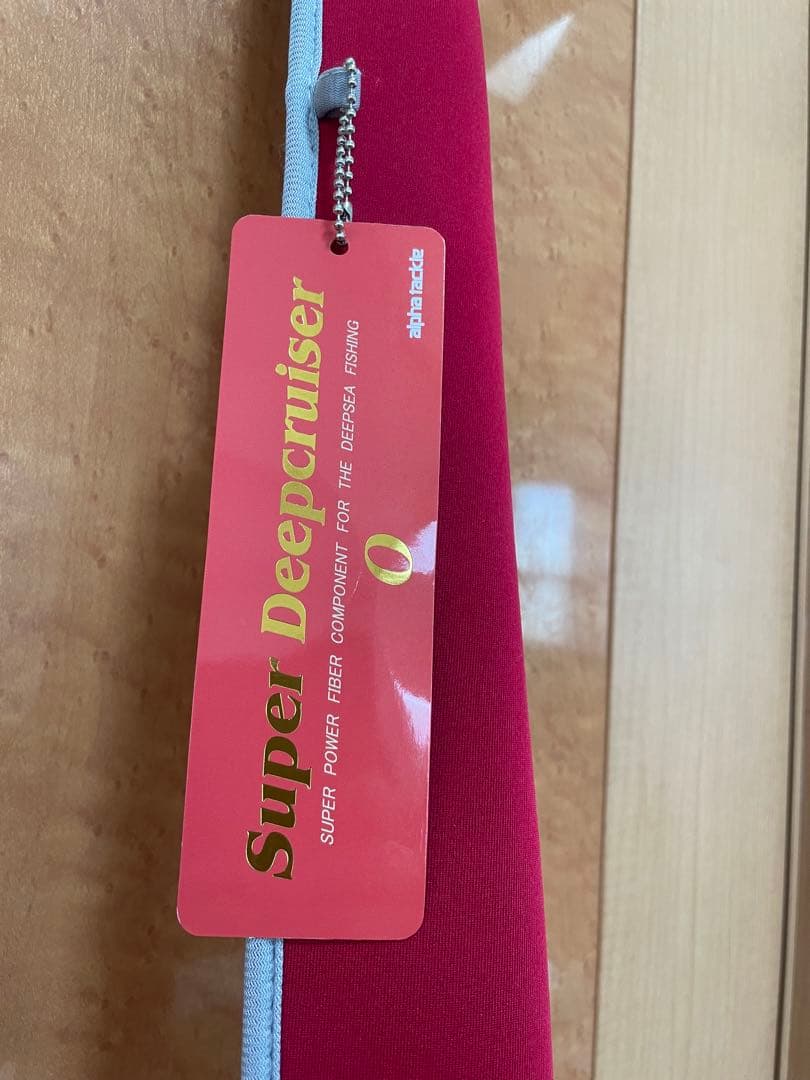 alpha tackle
Super Deepcruiser
SUPER POWER FIBER COMPONENT FOR THE DEEPSEA FISHING
O